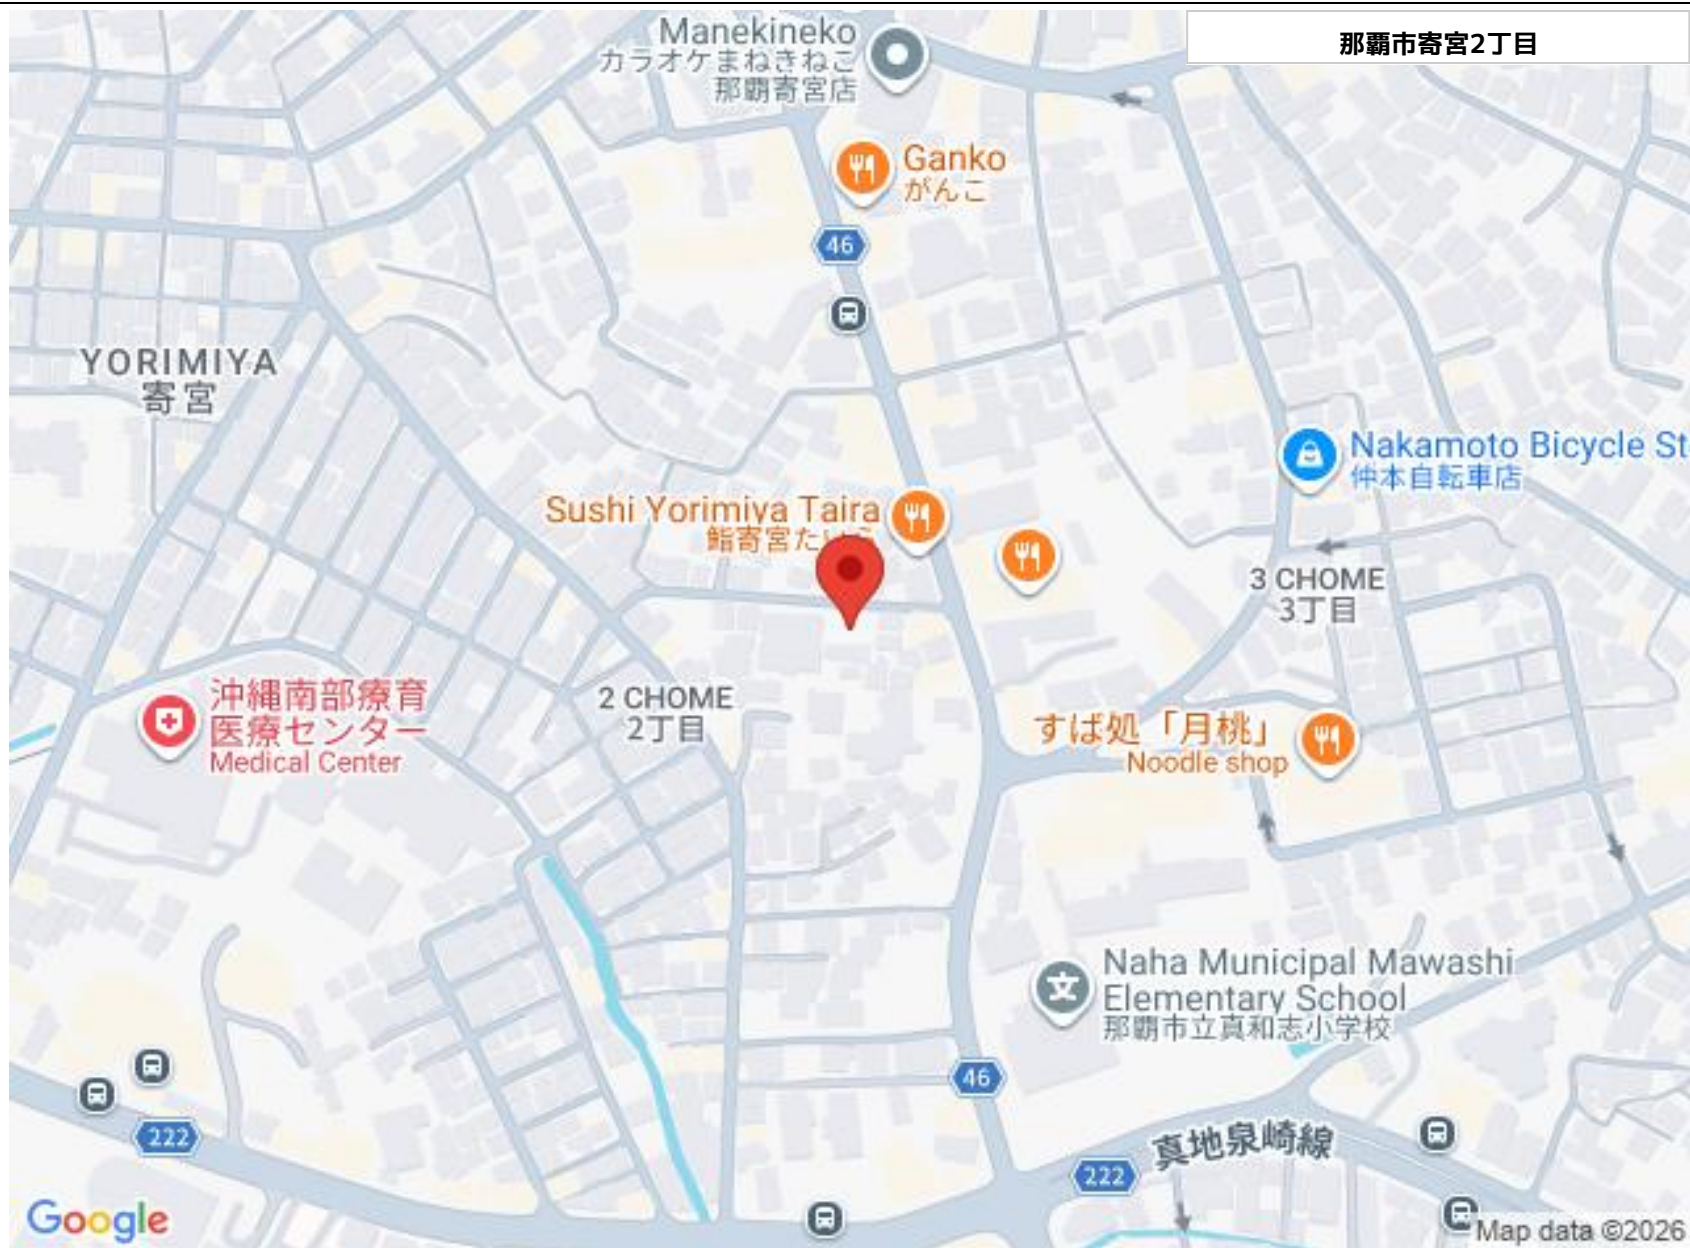 那覇市寄宮2丁目
Manekineko
カラオケまねきねこ
那覇寄宮店
Ganko
がんこ
46
YORIMIYA
寄宮
Nakamoto Bicycle St
仲本自転車店
Sushi Yorimiya Taira
鮨寄宮た
3 CHOME
3丁目
沖縄南部療育
医療センター
Medical Center
2 CHOME
2丁目
すば処「月桃」
Noodle shop
Naha Municipal Mawashi
Elementary School
那覇市立真和志小学校
文
46
222
真地泉崎線
222
Google
Map data ©2026